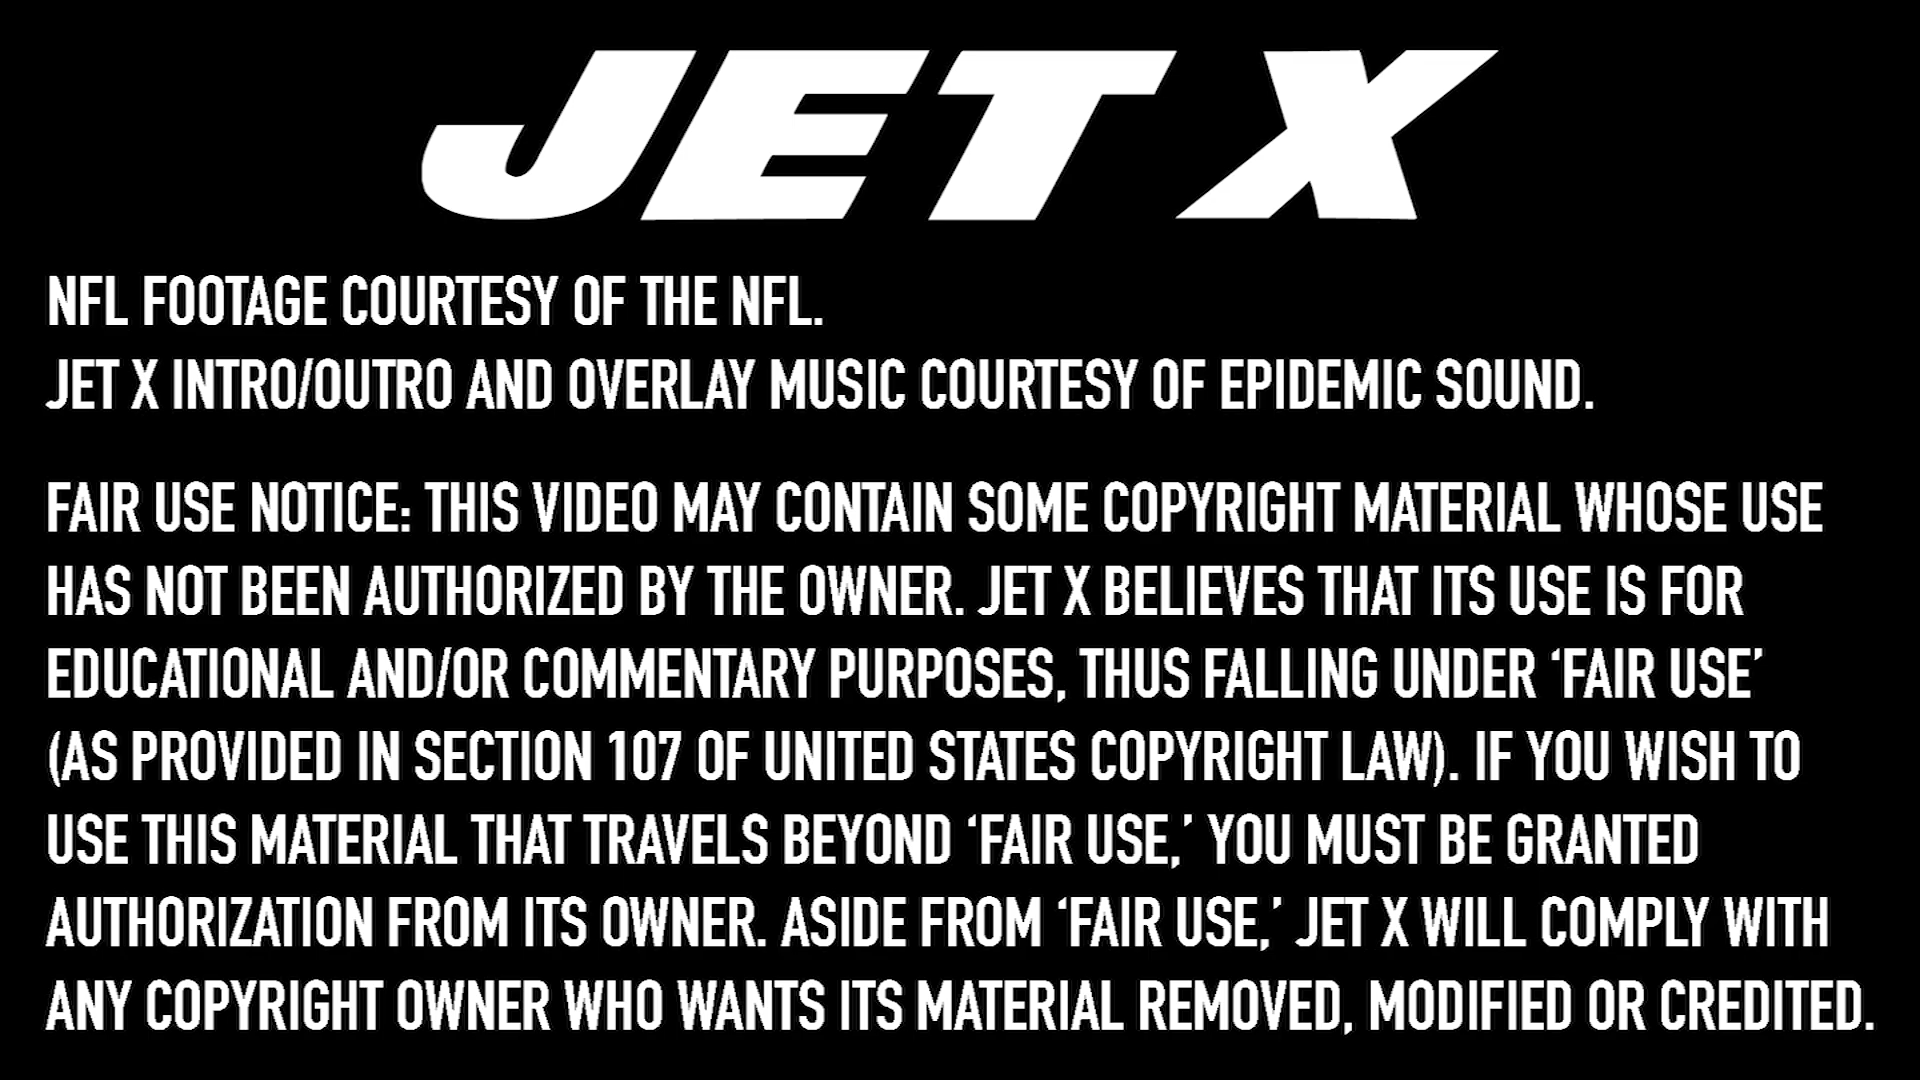 JET X
NFL FOOTAGE COURTESY OF THE NFL.
JET X INTRO/OUTRO AND OVERLAY MUSIC COURTESY OF EPIDEMIC SOUND.
FAIR USE NOTICE: THIS VIDEO MAY CONTAIN SOME COPYRIGHT MATERIAL WHOSE USE
HAS NOT BEEN AUTHORIZED BY THE OWNER. JET X BELIEVES THAT ITS USE IS FOR
EDUCATIONAL AND/OR COMMENTARY PURPOSES, THUS FALLING UNDER ‘FAIR USE’
(AS PROVIDED IN SECTION 107 OF UNITED STATES COPYRIGHT LAW). IF YOU WISH TO
USE THIS MATERIAL THAT TRAVELS BEYOND ‘FAIR USE,’ YOU MUST BE GRANTED
AUTHORIZATION FROM ITS OWNER. ASIDE FROM ‘FAIR USE,’ JET X WILL COMPLY WITH
ANY COPYRIGHT OWNER WHO WANTS ITS MATERIAL REMOVED, MODIFIED OR CREDITED.